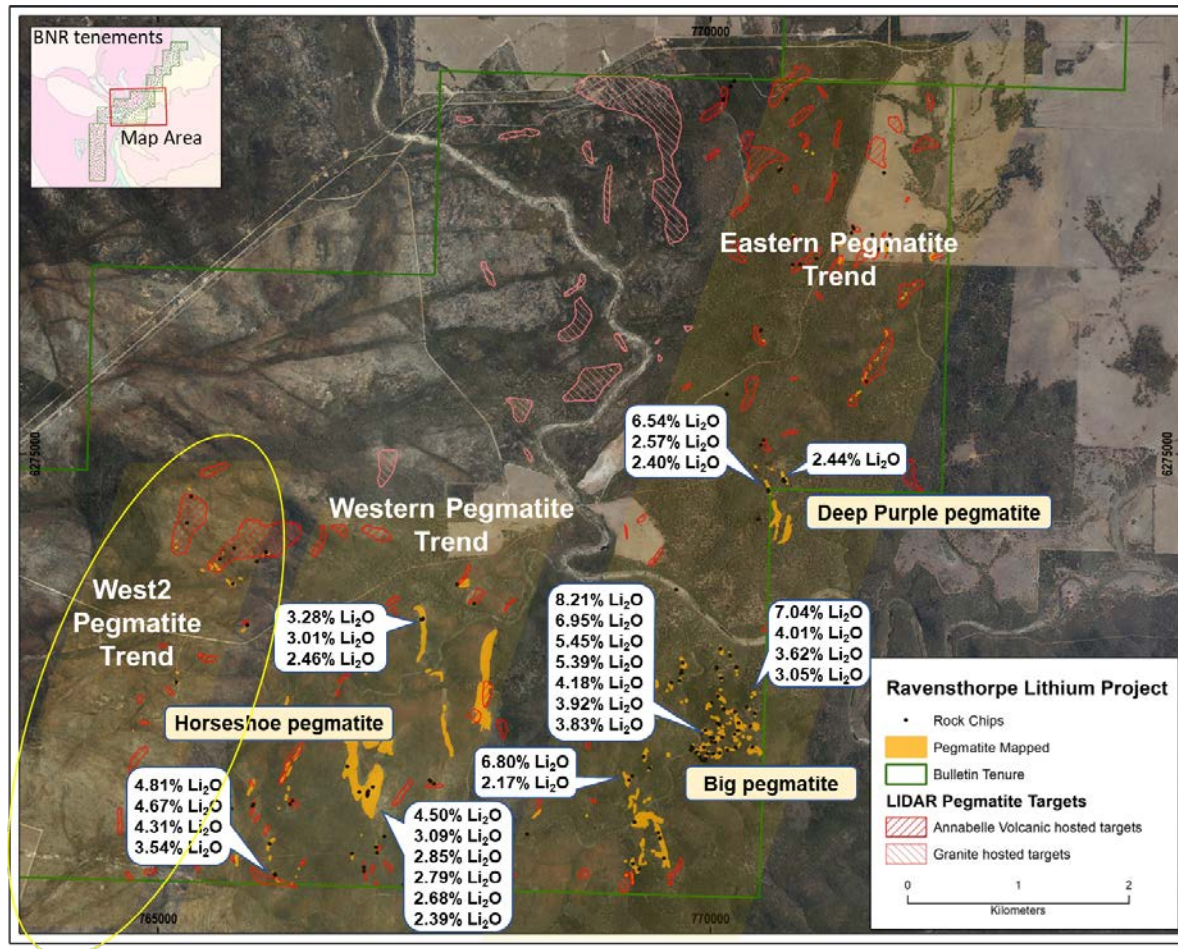 BNR tenements
Map Area
770000
6275000
6275000
Eastern Pegmatite
Trend
6.54% Li₂O
2.57% Li₂O
2.40% Li₂O
2.44% Li₂O
Deep Purple pegmatite
Western Pegmatite
Trend
West2
Pegmatite
Trend
3.28% Li₂O
3.01% Li₂O
2.46% Li₂O
8.21% Li₂O
6.95% Li₂O
5.45% Li₂O
5.39% Li₂O
4.18% Li₂O
3.92% Li₂O
3.83% Li₂O
7.04% Li₂O
4.01% Li₂O
3.62% Li₂O
3.05% Li₂O
Horseshoe pegmatite
6.80% Li₂O
2.17% Li₂O
Big pegmatite
4.81% Li₂O
4.67% Li₂O
4.31% Li₂O
3.54% Li₂O
4.50% Li₂O
3.09% Li₂O
2.85% Li₂O
2.79% Li₂O
2.68% Li₂O
2.39% Li₂O
765000
770000
Ravensthorpe Lithium Project
Rock Chips
Pegmatite Mapped
Bulletin Tenure
LIDAR Pegmatite Targets
Annabelle Volcanic hosted targets
Granite hosted targets
0 1 2
Kilometers